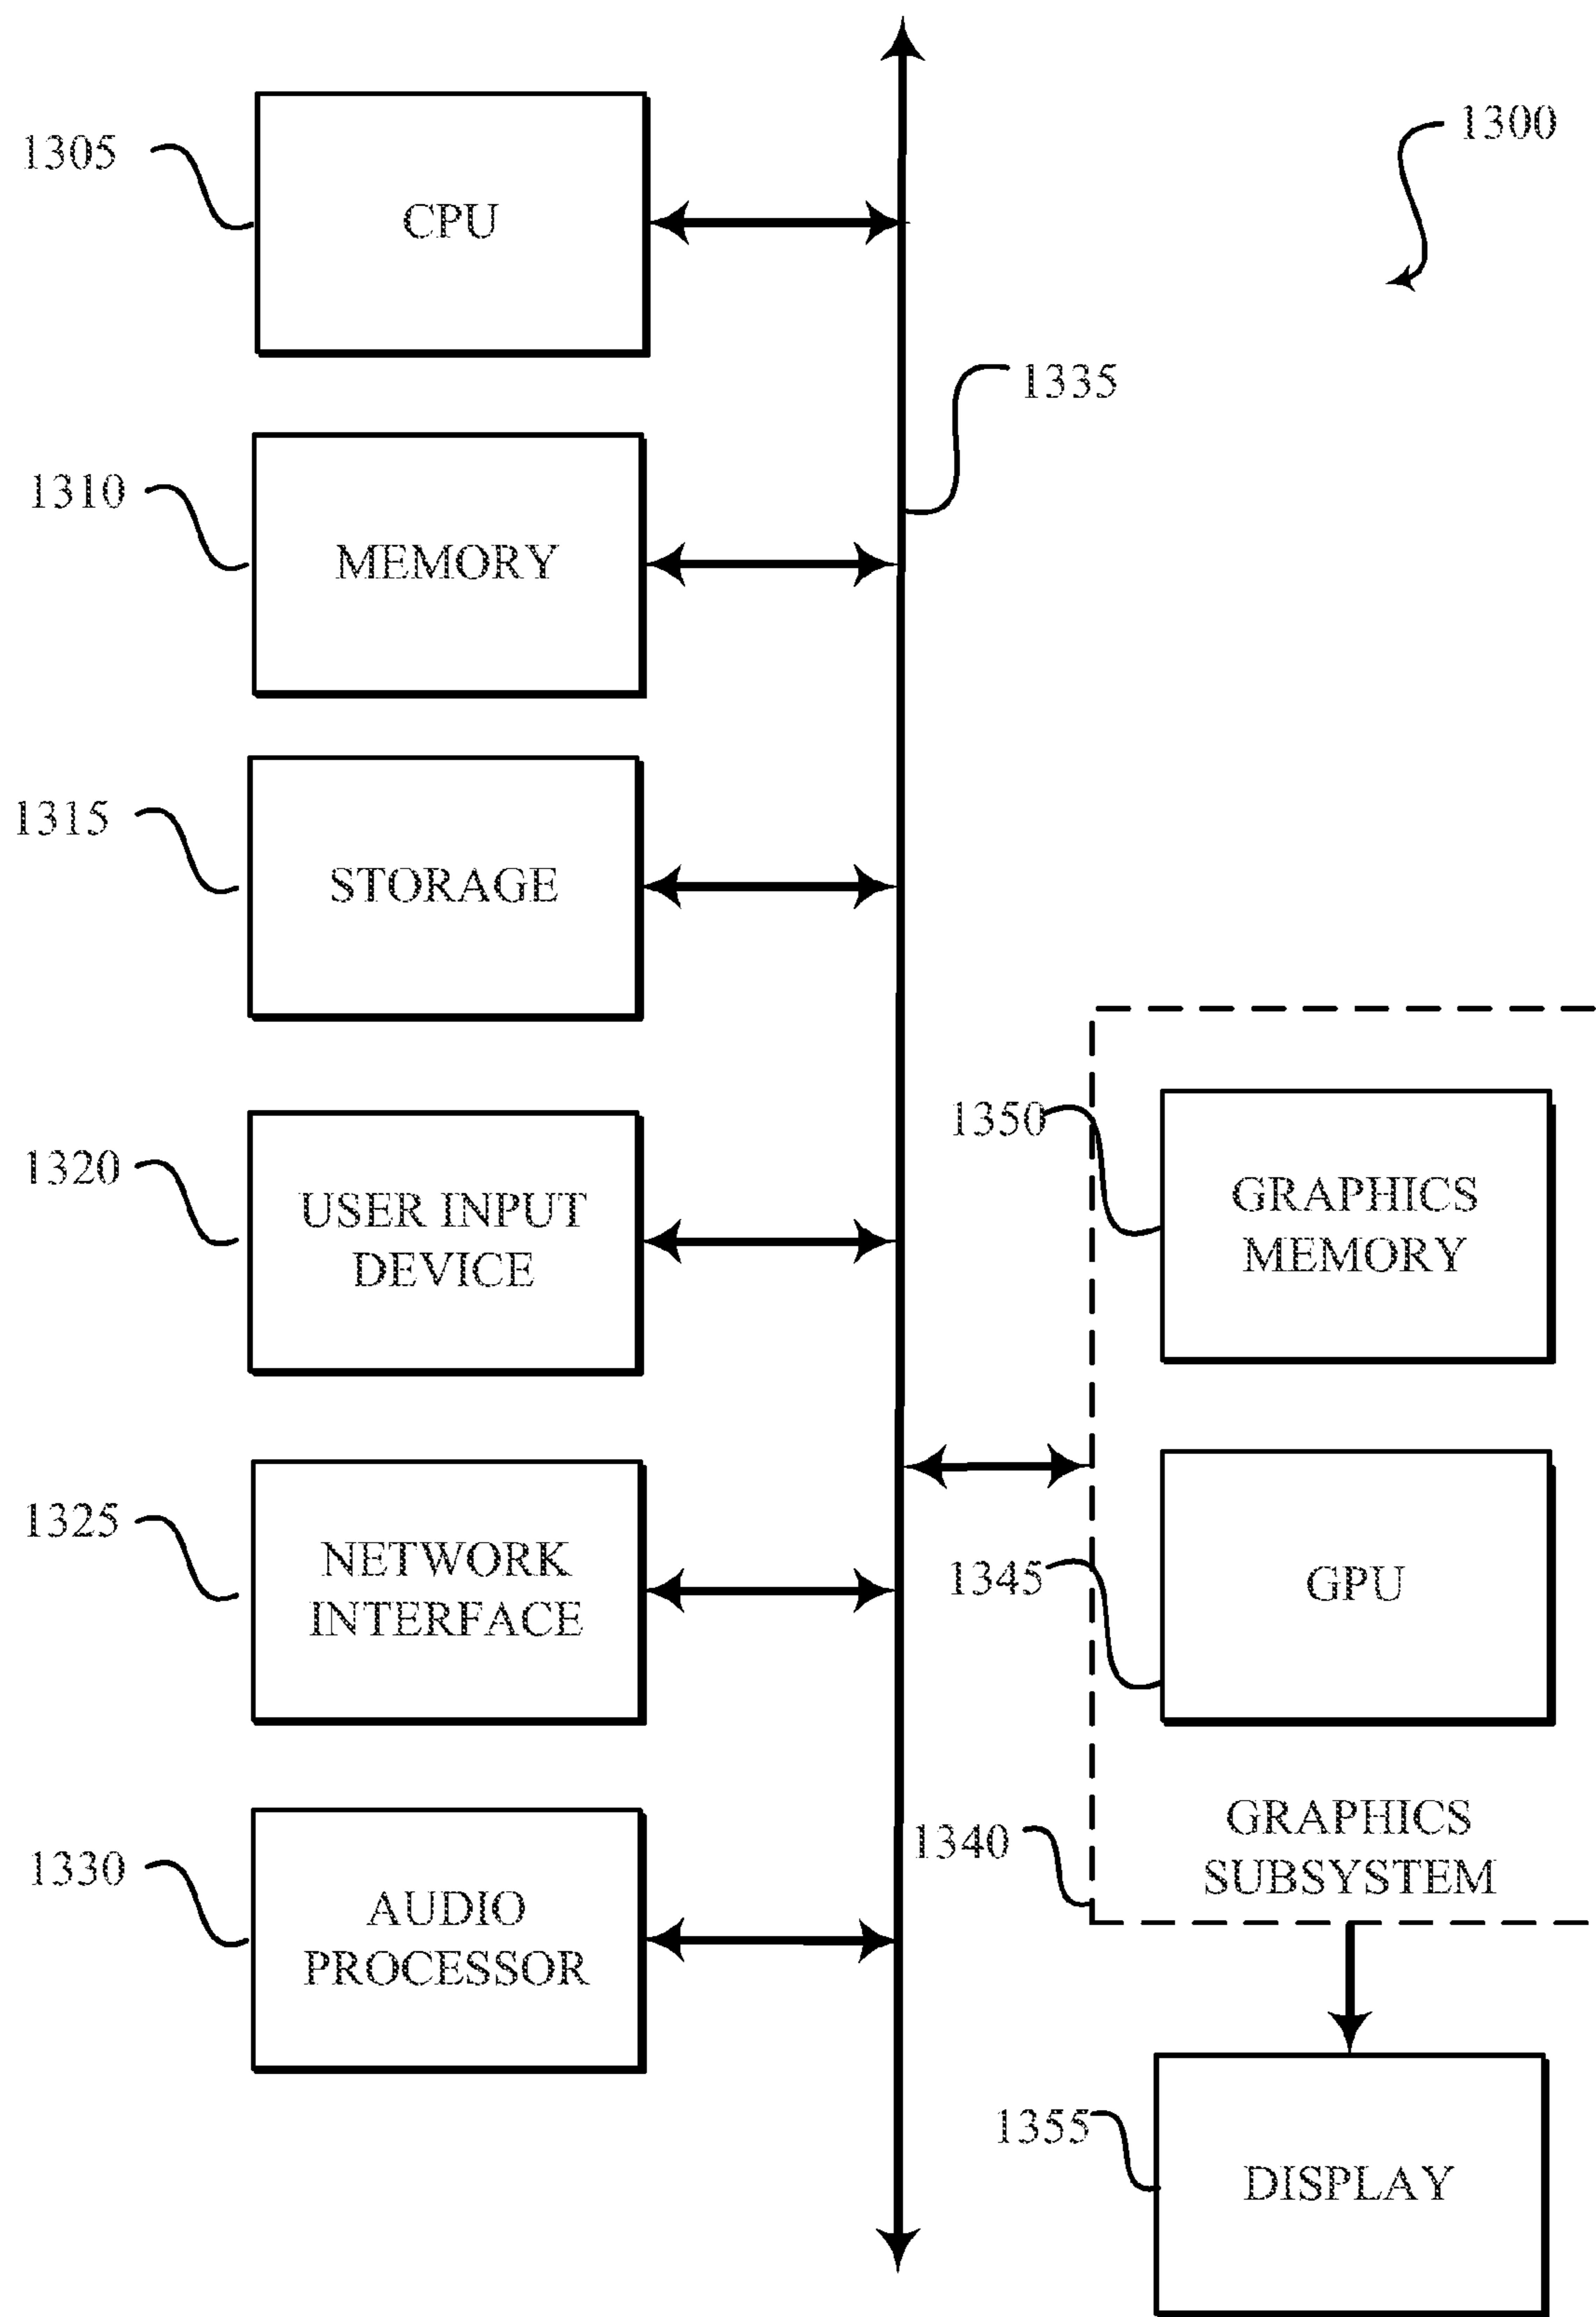 1300
1305
CPU
1335
1310
MEMORY
1315
STORAGE
1320
USER INPUT
DEVICE
1350
GRAPHICS
MEMORY
1325
NETWORK
INTERFACE
1345
GPU
1330
AUDIO
PROCESSOR
1340
GRAPHICS
SUBSYSTEM
1355
DISPLAY